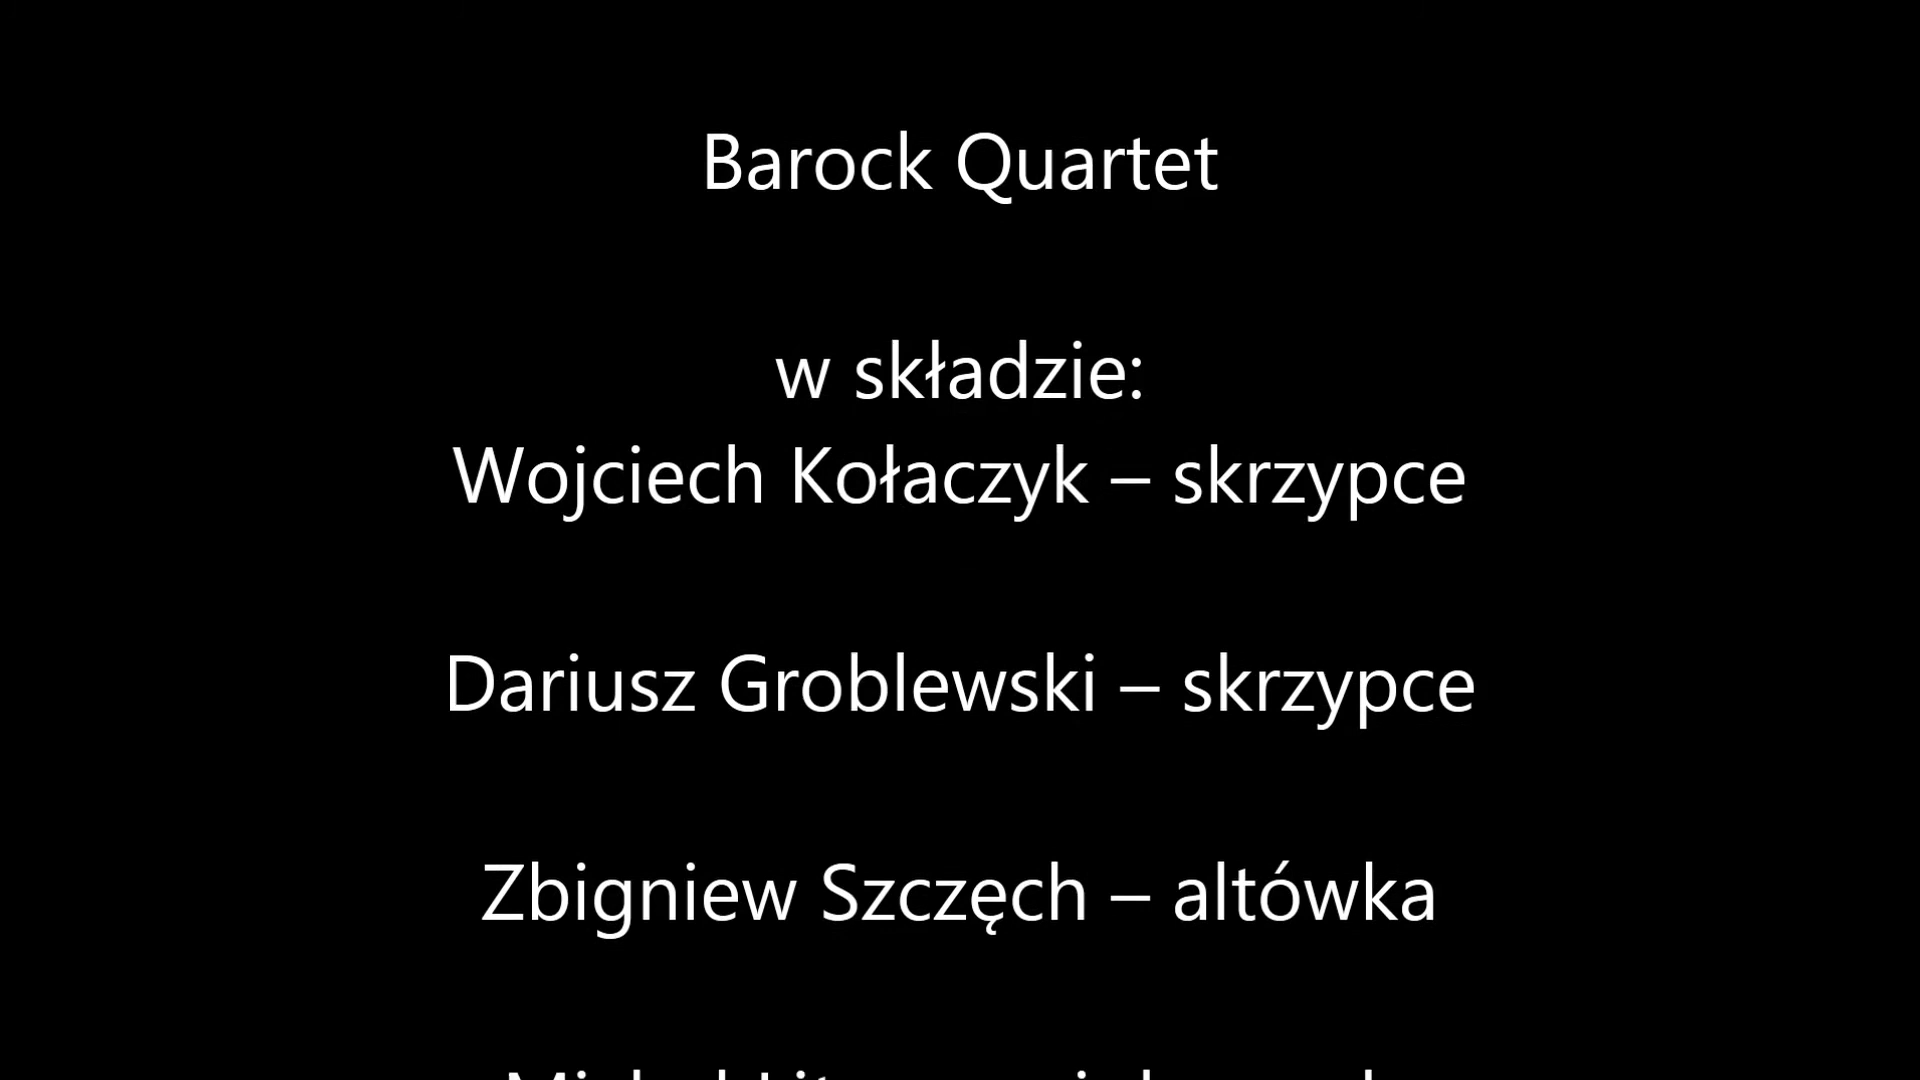 Barock Quartet
w składzie:
Wojciech Kołaczyk – skrzypce
Dariusz Groblewski – skrzypce
Zbigniew Szczęch – altówka